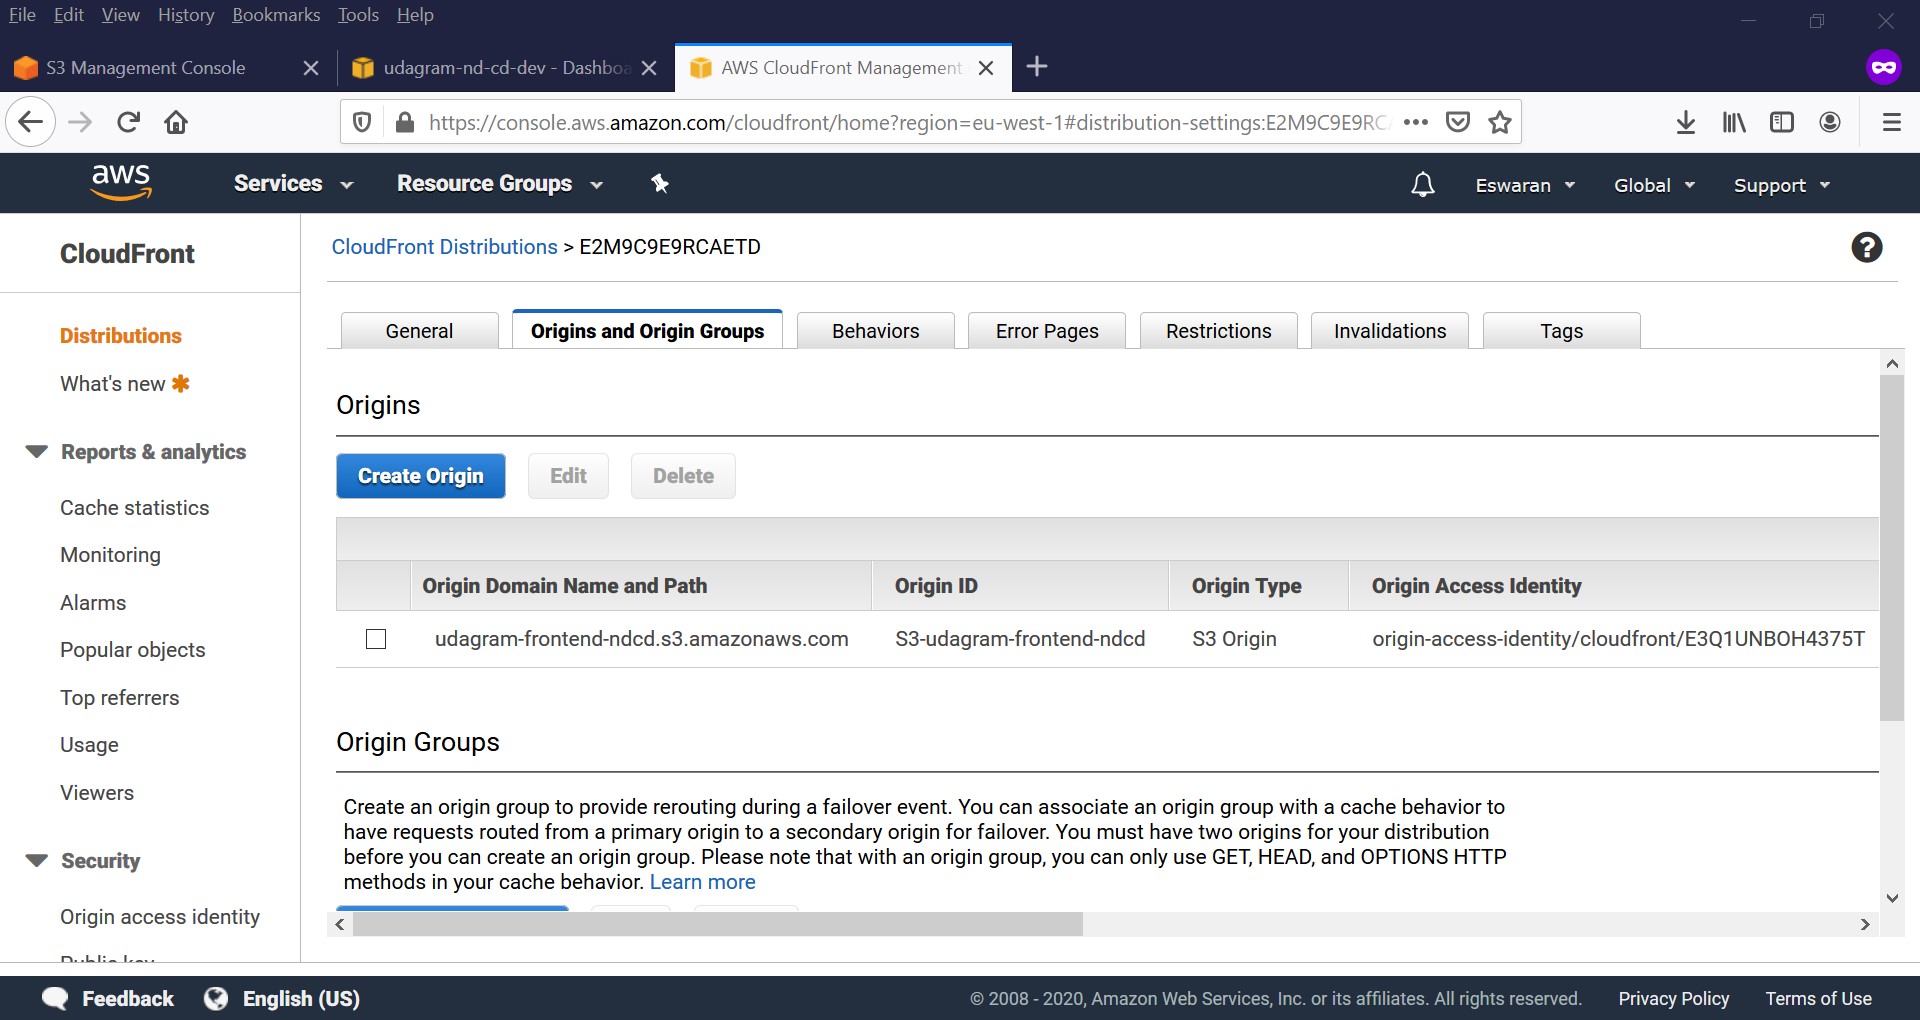 File Edit View History Bookmarks Tools Help
S3 Management Console udagram-nd-cd-dev - Dashboa AWS CloudFront Management
https://console.aws.amazon.com/cloudfront/home?region=eu-west-1#distribution-settings:E2M9C9E9RC
aws Services Resource Groups Eswaran Global Support
CloudFront
Distributions
What's new
Reports & analytics
Cache statistics
Monitoring
Alarms
Popular objects
Top referrers
Usage
Viewers
Security
Origin access identity
Public key
CloudFront Distributions > E2M9C9E9RCAETD
General Origins and Origin Groups Behaviors Error Pages Restrictions Invalidations Tags
Origins
Create Origin Edit Delete
Origin Domain Name and Path Origin ID Origin Type Origin Access Identity
udagram-frontend-ndcd.s3.amazonaws.com S3-udagram-frontend-ndcd S3 Origin origin-access-identity/cloudfront/E3Q1UNBOH4375T
Origin Groups
Create an origin group to provide rerouting during a failover event. You can associate an origin group with a cache behavior to
have requests routed from a primary origin to a secondary origin for failover. You must have two origins for your distribution
before you can create an origin group. Please note that with an origin group, you can only use GET, HEAD, and OPTIONS HTTP
methods in your cache behavior. Learn more
Feedback English (US) © 2008 - 2020, Amazon Web Services, Inc. or its affiliates. All rights reserved. Privacy Policy Terms of Use